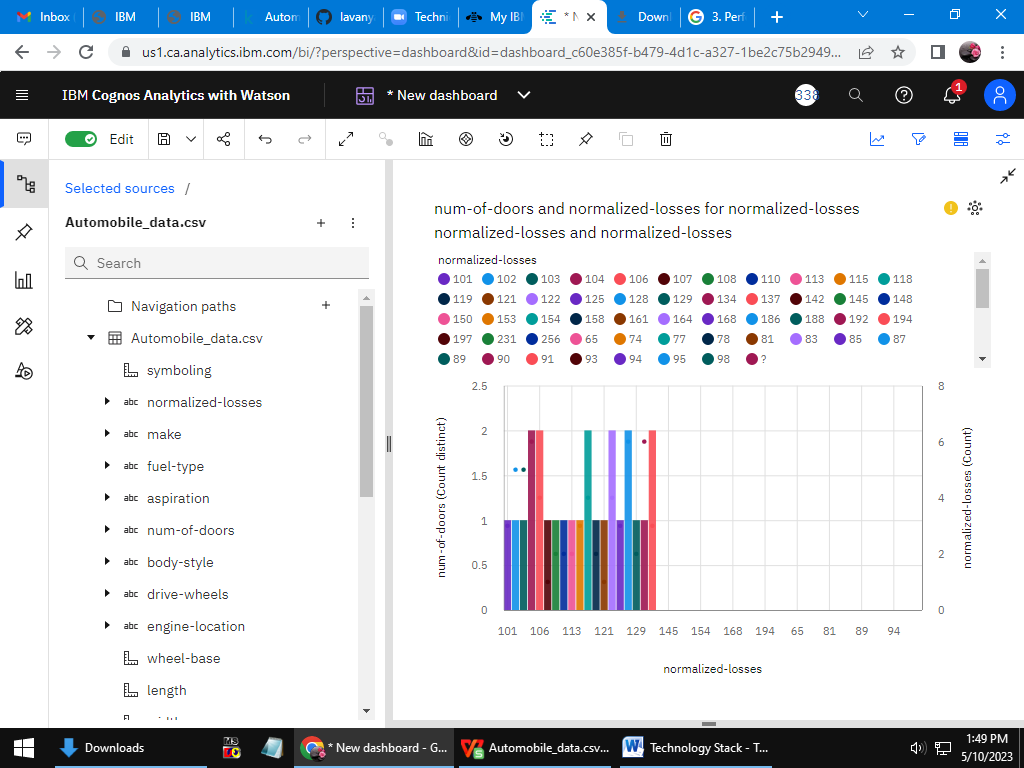 Inbox
IBM
IBM
Autom
lavany
Techni
My IBM
* N
Downl
3. Perf
us1.ca.analytics.ibm.com/bi/?perspective=dashboard&id=dashboard_c60e385f-b479-4d1c-a327-1be2c75b2949...
IBM Cognos Analytics with Watson
* New dashboard
338
1
Edit
Selected sources /
Automobile_data.csv
Search
Navigation paths
Automobile_data.csv
symboling
abc normalized-losses
abc make
abc fuel-type
abc aspiration
abc num-of-doors
abc body-style
abc drive-wheels
abc engine-location
wheel-base
length
num-of-doors and normalized-losses for normalized-losses
normalized-losses and normalized-losses
normalized-losses
101 102 103 104 106 107 108 110 113 115 118
119 121 122 125 128 129 134 137 142 145 148
150 153 154 158 161 164 168 186 188 192 194
197 231 256 65 74 77 78 81 83 85 87
89 90 91 93 94 95 98 ?
num-of-doors (Count distinct)
2.5
2
1.5
1
0.5
0
8
6
4
2
0
normalized-losses (Count)
101 106 113 121 129 145 154 168 194 65 81 89 94
normalized-losses
Downloads
* New dashboard - G...
Automobile_data.csv...
Technology Stack - T...
1:49 PM
5/10/2023